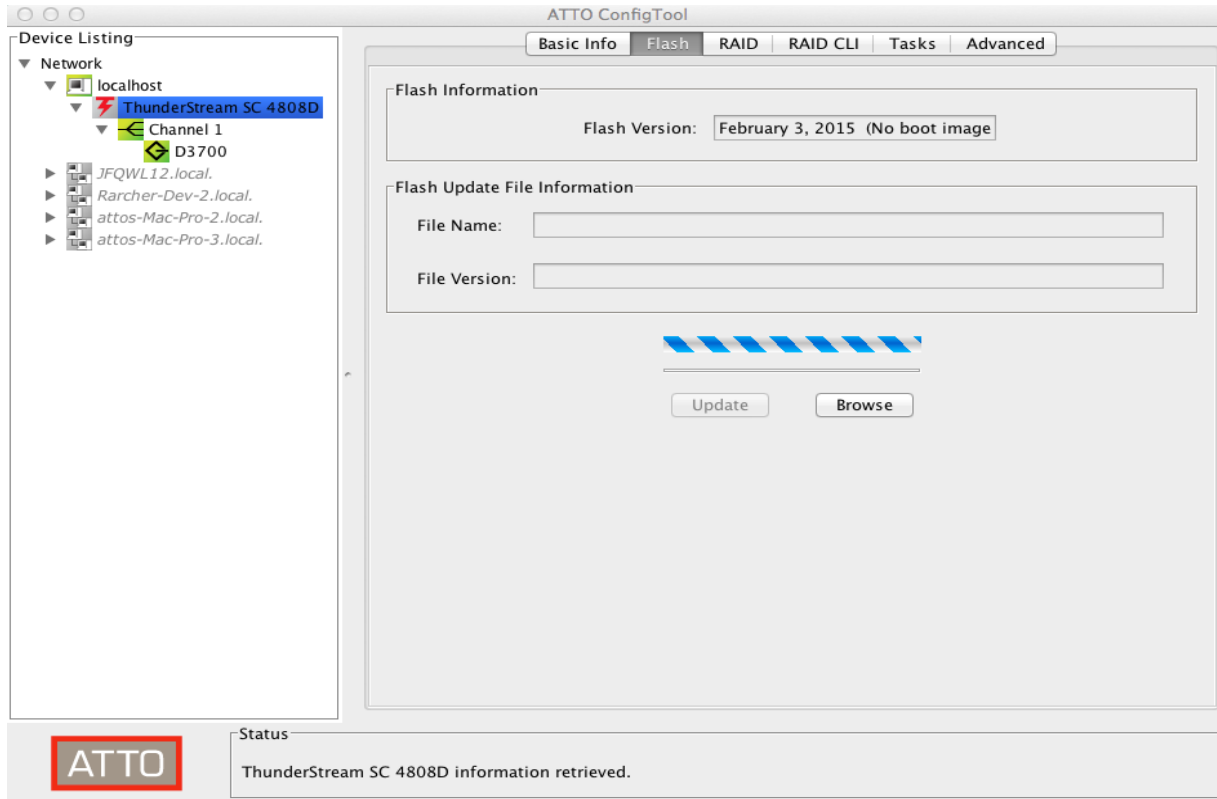 ATTO ConfigTool
Device Listing
Network
localhost
ThunderStream SC 4808D
Channel 1
D3700
JFQWL12.local.
Rarcher-Dev-2.local.
attos-Mac-Pro-2.local.
attos-Mac-Pro-3.local.
Basic Info Flash RAID RAID CLI Tasks Advanced
Flash Information
Flash Version: February 3, 2015 (No boot image
Flash Update File Information
File Name:
File Version:
Update Browse
ATTO
Status
ThunderStream SC 4808D information retrieved.